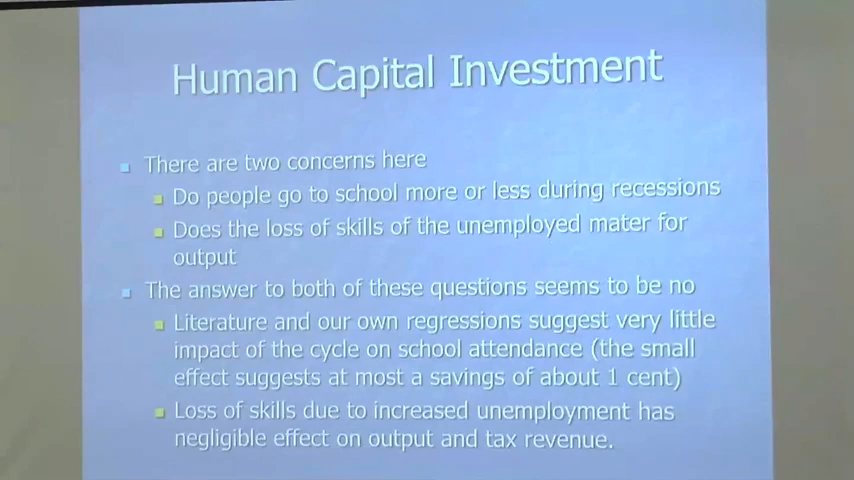 Human Capital Investment
There are two concerns here
Do people go to school more or less during recessions
Does the loss of skills of the unemployed mater for
output
The answer to both of these questions seems to be no
Literature and our own regressions suggest very little
impact of the cycle on school attendance (the small
effect suggests at most a savings of about 1 cent)
Loss of skills due to increased unemployment has
negligible effect on output and tax revenue.